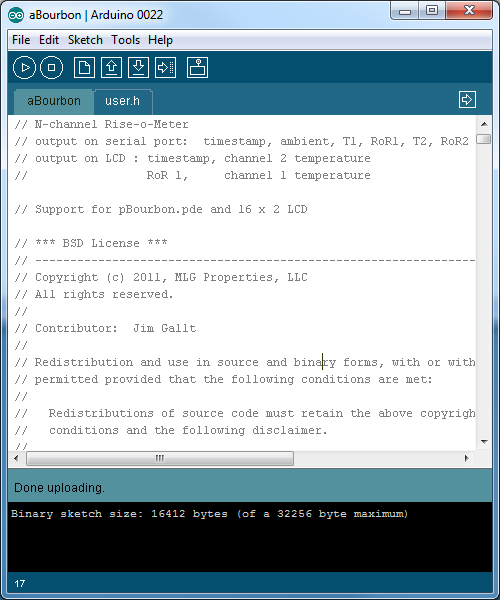 aBourbon | Arduino 0022
File Edit Sketch Tools Help
aBourbon user.h
// N-channel Rise-o-Meter
// output on serial port:  timestamp, ambient, T1, RoR1, T2, RoR2
// output on LCD : timestamp, channel 2 temperature
//                 RoR 1,     channel 1 temperature
// Support for pBourbon.pde and 16 x 2 LCD
// *** BSD License ***
// ------------------------------------------------------------------
// Copyright (c) 2011, MLG Properties, LLC
// All rights reserved.
//
// Contributor:  Jim Gallt
//
// Redistribution and use in source and binary forms, with or with
// permitted provided that the following conditions are met:
//
//   Redistributions of source code must retain the above copyrigh
//   conditions and the following disclaimer.
//
Done uploading.
Binary sketch size: 16412 bytes (of a 32256 byte maximum)
17